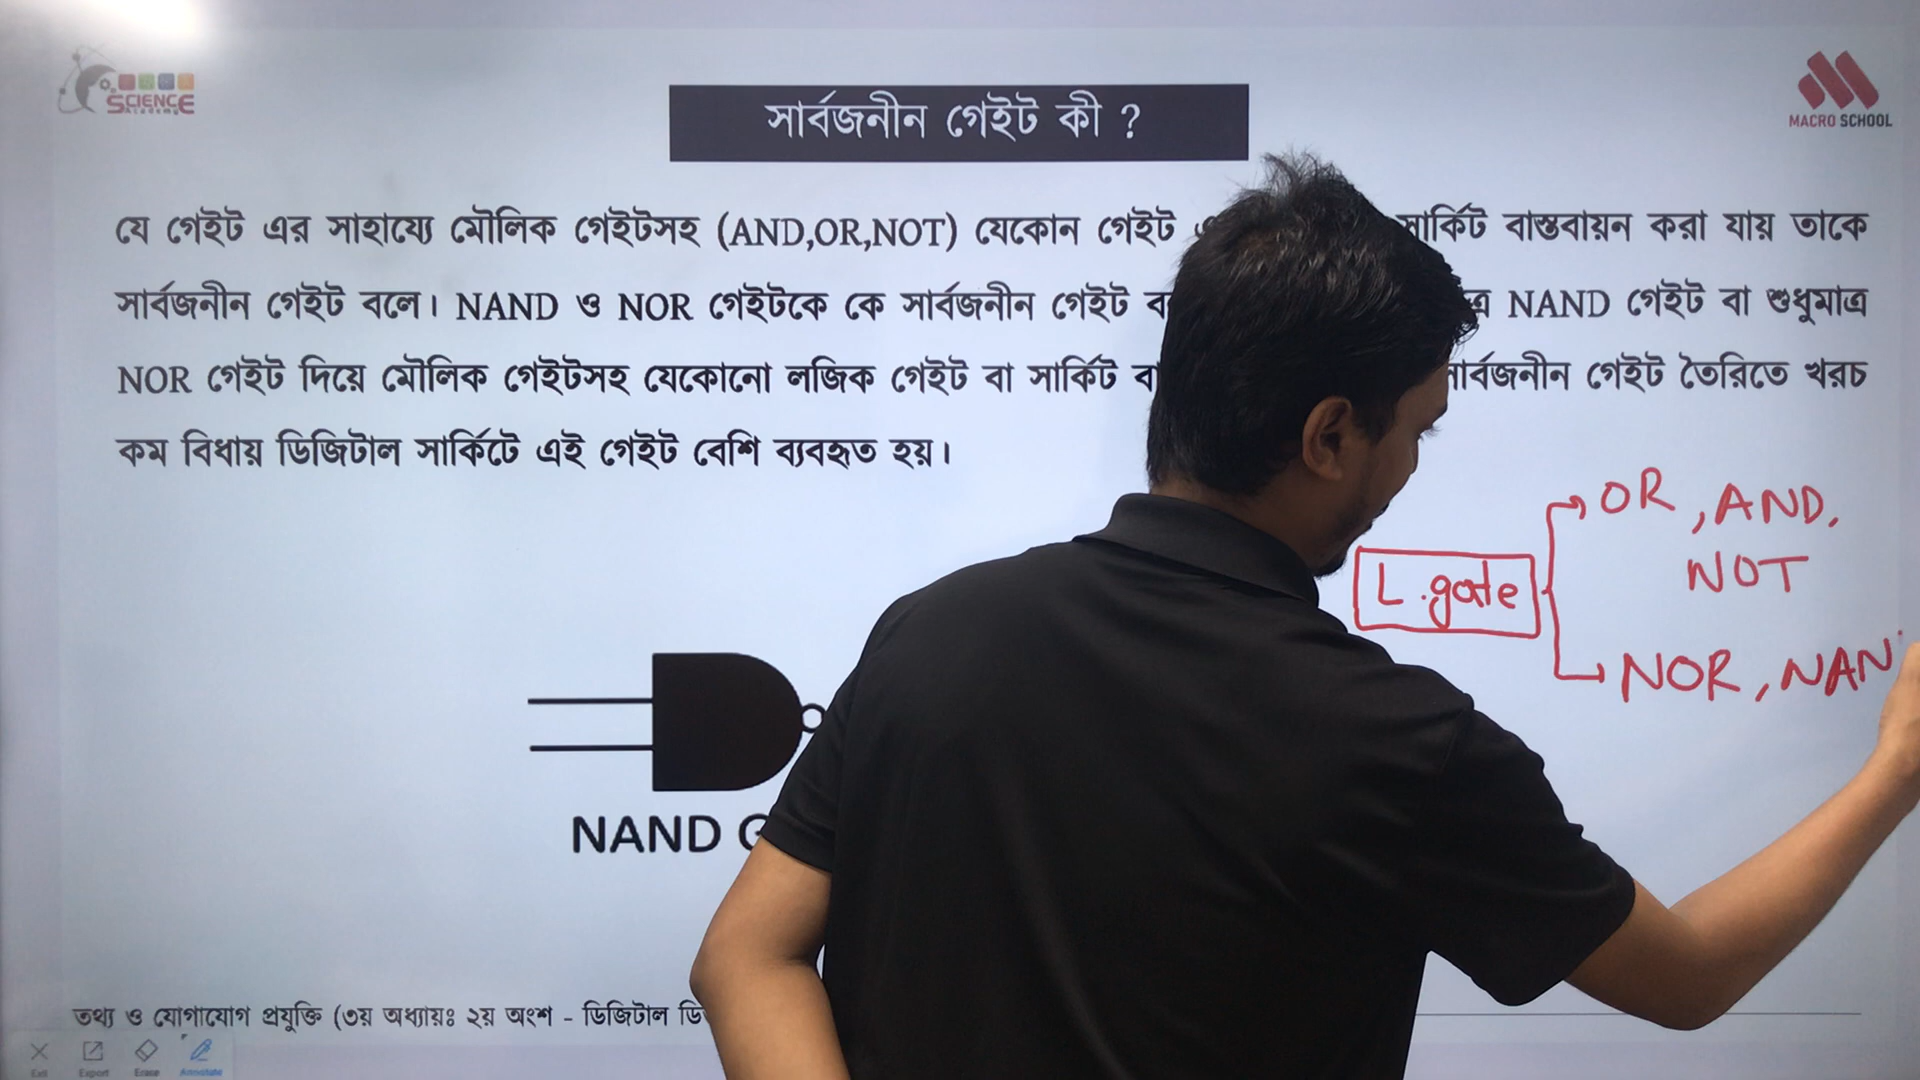 SCIENCE
Academy
MACRO SCHOOL
সার্বজনীন গেইট কী ?
যে গেইট এর সাহায্যে মৌলিক গেইটসহ (AND,OR,NOT) যেকোন গেইট সার্কিট বাস্তবায়ন করা যায় তাকে
সার্বজনীন গেইট বলে। NAND ও NOR গেইটকে কে সার্বজনীন গেইট NAND গেইট বা শুধুমাত্র
NOR গেইট দিয়ে মৌলিক গেইটসহ যেকোনো লজিক গেইট বা সার্কিট সার্বজনীন গেইট তৈরিতে খরচ
কম বিধায় ডিজিটাল সার্কিটে এই গেইট বেশি ব্যবহৃত হয়।
OR, AND,
NOT
L.gate
NOR, NAN
NAND
তথ্য ও যোগাযোগ প্রযুক্তি (৩য় অধ্যায়ঃ ২য় অংশ - ডিজিটাল
Exit Export Erase Annotate